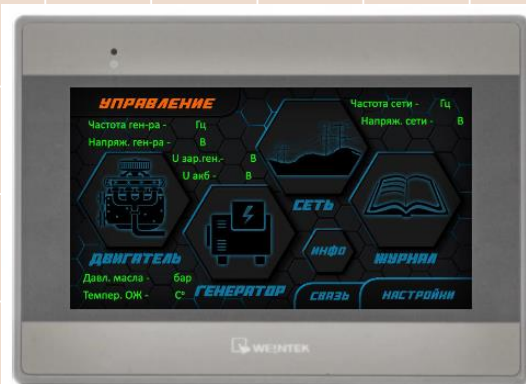 УПРАВЛЕНИЕ
Частота ген-ра - Гц
Напряж. ген-ра - В
U зар.ген.- В
U акб - В
Частота сети - Гц
Напряж. сети - В
СЕТЬ
ДВИГАТЕЛЬ
ИНФО
ЖУРНАЛ
Давл. масла - бар
Темпер. ОЖ - C°
ГЕНЕРАТОР
СВЯЗЬ
НАСТРОЙКИ
WEINTEK